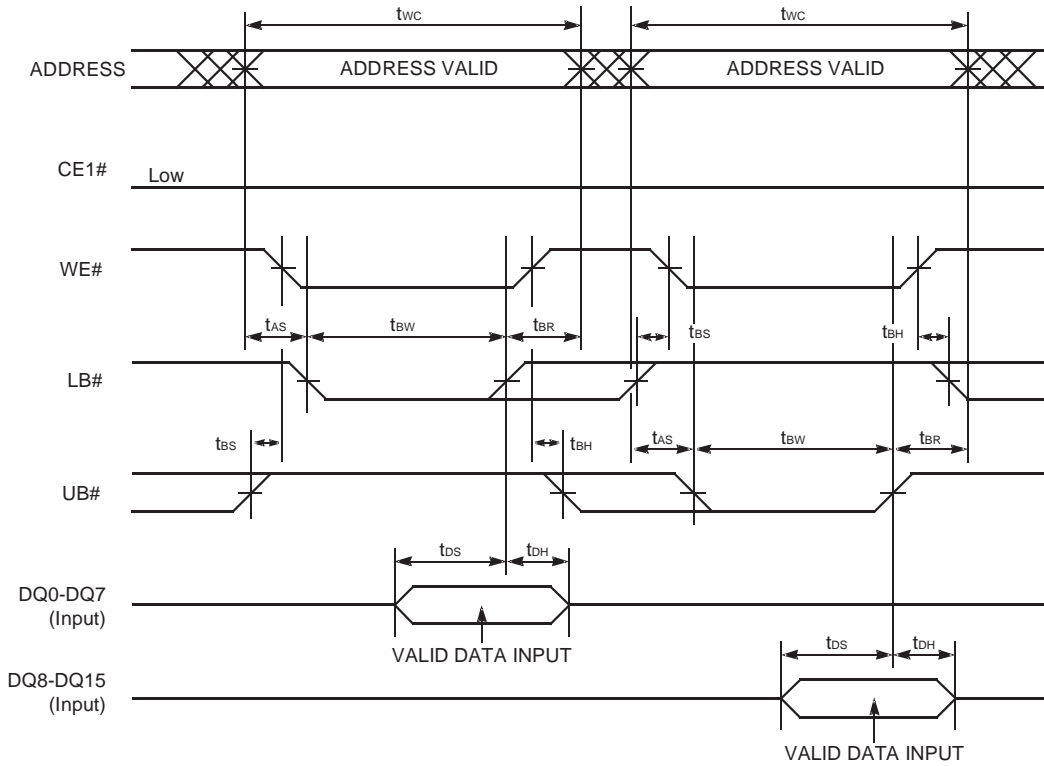 tWC tWC
ADDRESS ADDRESS VALID ADDRESS VALID
CE1# Low
WE#
tAS tBW tBR tBS tBH
LB#
tBS tBH tAS tBW tBR
UB#
tDS tDH
DQ0-DQ7
(Input)
VALID DATA INPUT
tDS tDH
DQ8-DQ15
(Input)
VALID DATA INPUT